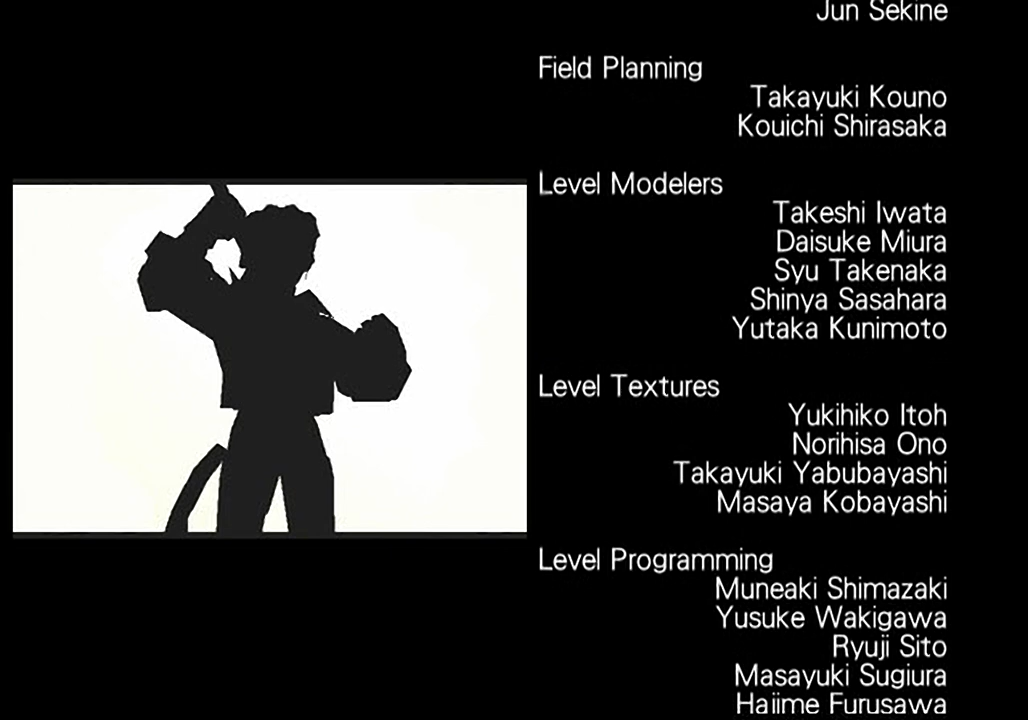 Jun Sekine
Field Planning
Takayuki Kouno
Kouichi Shirasaka
Level Modelers
Takeshi Iwata
Daisuke Miura
Syu Takenaka
Shinya Sasahara
Yutaka Kunimoto
Level Textures
Yukihiko Itoh
Norihisa Ono
Takayuki Yabubayashi
Masaya Kobayashi
Level Programming
Muneaki Shimazaki
Yusuke Wakigawa
Ryuji Sito
Masayuki Sugiura
Hajime Furusawa